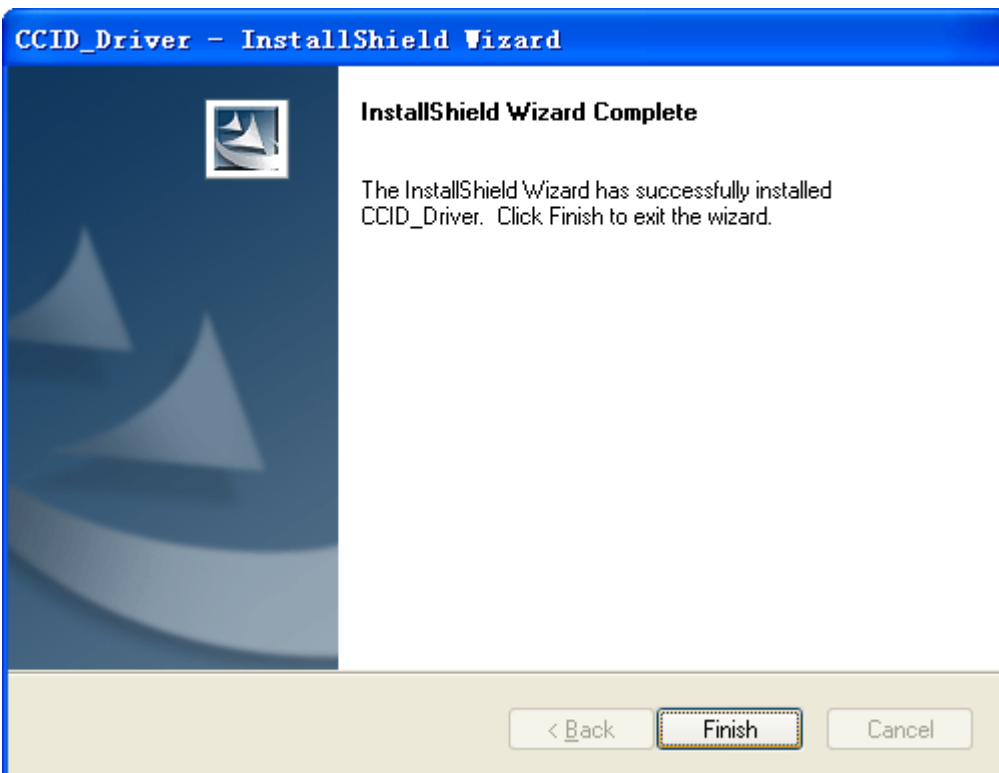 CCID_Driver - InstallShield Wizard
InstallShield Wizard Complete
The InstallShield Wizard has successfully installed
CCID_Driver.  Click Finish to exit the wizard.
< Back
Finish
Cancel